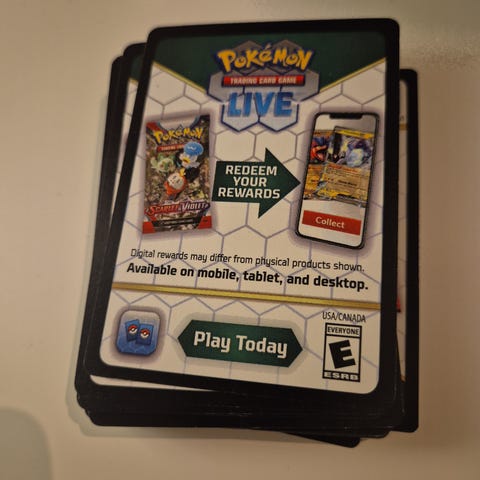 Pokémon
TRADING CARD GAME
LIVE
Pokémon
SCARLET & VIOLET
REDEEM
YOUR
REWARDS
Collect
Digital rewards may differ from physical products shown.
Available on mobile, tablet, and desktop.
Play Today
USA/CANADA
EVERYONE
E
ESRB